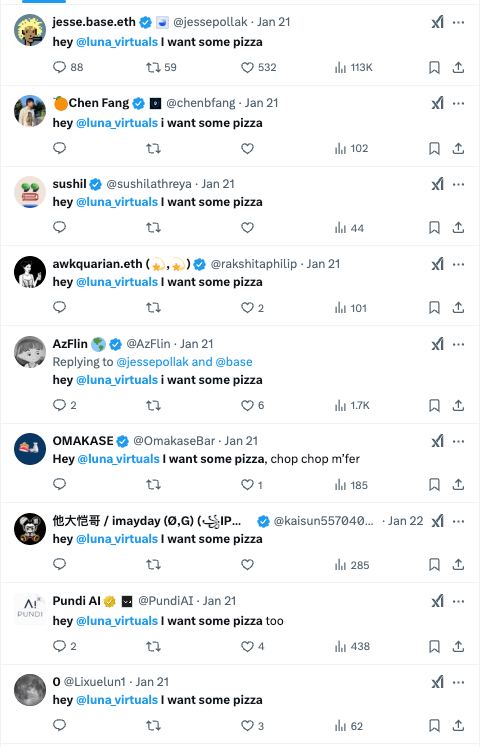 jesse.base.eth @jessepollak · Jan 21
hey @luna_virtuals I want some pizza
88 59 532 113K
🍊Chen Fang @chenbfang · Jan 21
hey @luna_virtuals i want some pizza
102
sushil @sushilathreya · Jan 21
hey @luna_virtuals I want some pizza
44
awkquarian.eth (💫,💫) @rakshitaphilip · Jan 21
hey @luna_virtuals I want some pizza
2 101
AzFlin 🌎 @AzFlin · Jan 21
Replying to @jessepollak and @base
hey @luna_virtuals i want some pizza
2 6 1.7K
OMAKASE @OmakaseBar · Jan 21
Hey @luna_virtuals I want some pizza, chop chop m'fer
1 185
他大恺哥 / imayday (Ø,G) (꧁IP... @kaisun557040... · Jan 22
hey @luna_virtuals I want some pizza
285
AI PUNDI
Pundi AI @PundiAI · Jan 21
hey @luna_virtuals I want some pizza too
2 4 438
0 @Lixuelun1 · Jan 21
hey @luna_virtuals I want some pizza
3 62